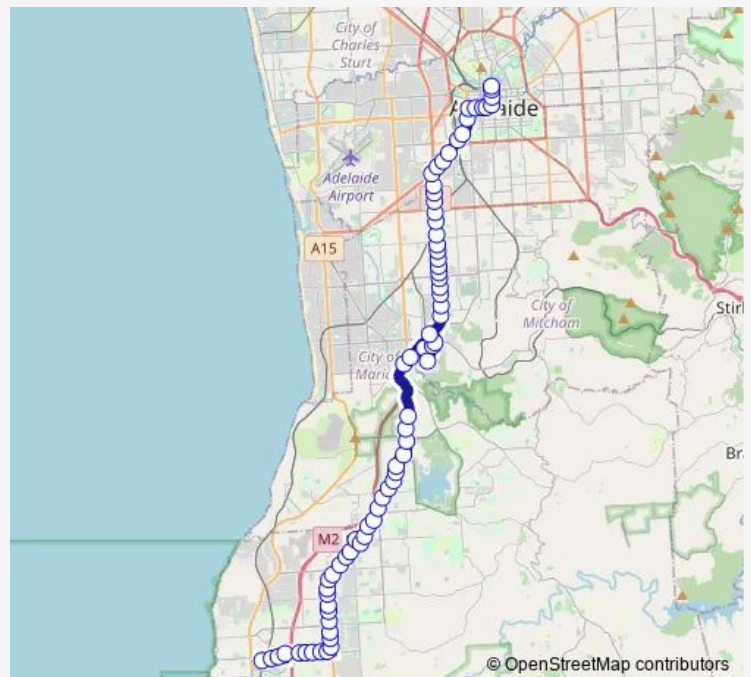 City of
Charles
Sturt
Adelaide
Adelaide
Airport
A15
City of
Mitcham
Stirl
City of
Mario
Bra
M2
© OpenStreetMap contributors